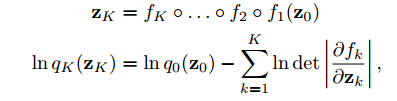 z_K = f_K ∘ … ∘ f_2 ∘ f_1(z_0)
ln q_K(z_K) = ln q_0(z_0) − ∑_{k=1}^{K} ln det |∂f_k/∂z_k|,